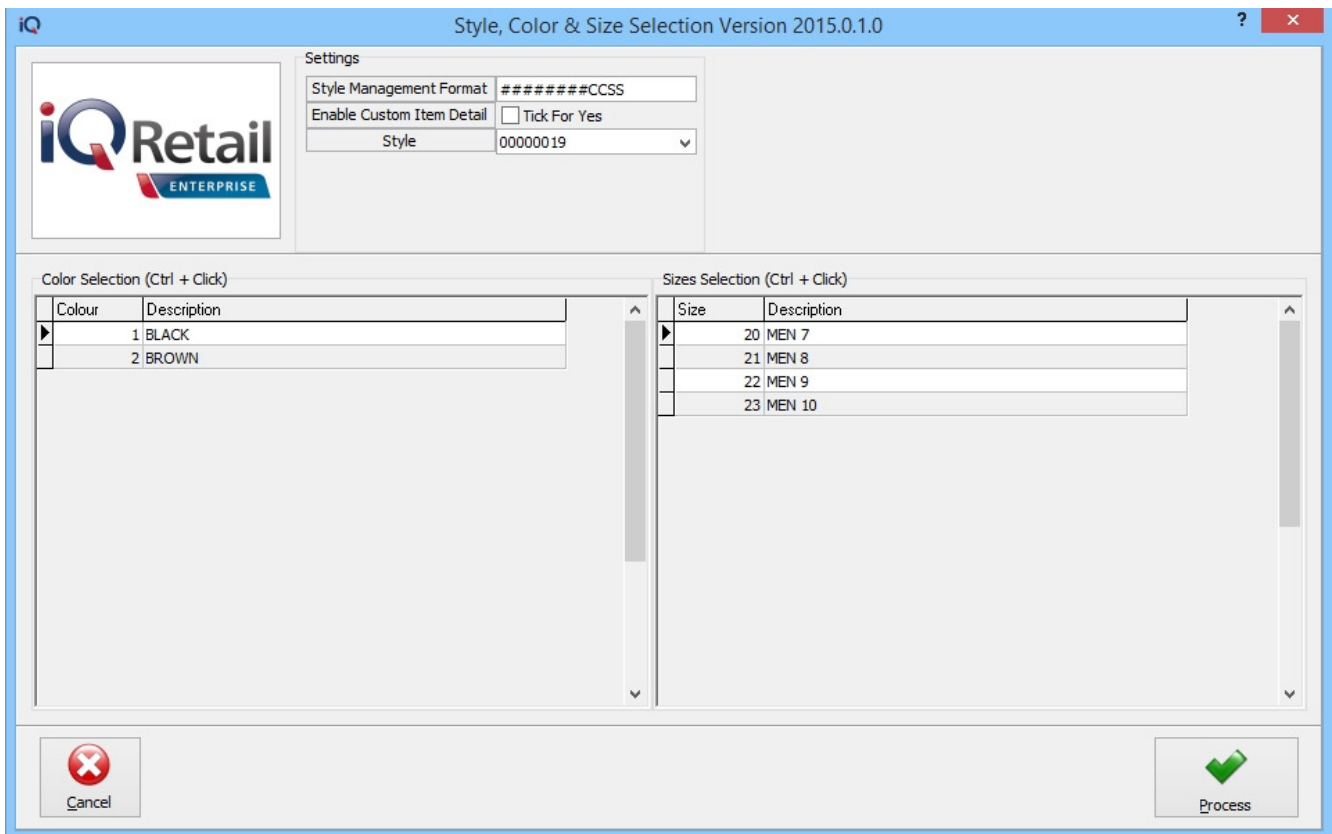 iQ
Style, Color & Size Selection Version 2015.0.1.0
?
×
iQ Retail
ENTERPRISE
Settings
Style Management Format ########CCSS
Enable Custom Item Detail Tick For Yes
Style 00000019
Color Selection (Ctrl + Click)
Colour Description
1 BLACK
2 BROWN
Sizes Selection (Ctrl + Click)
Size Description
20 MEN 7
21 MEN 8
22 MEN 9
23 MEN 10
Cancel
Process